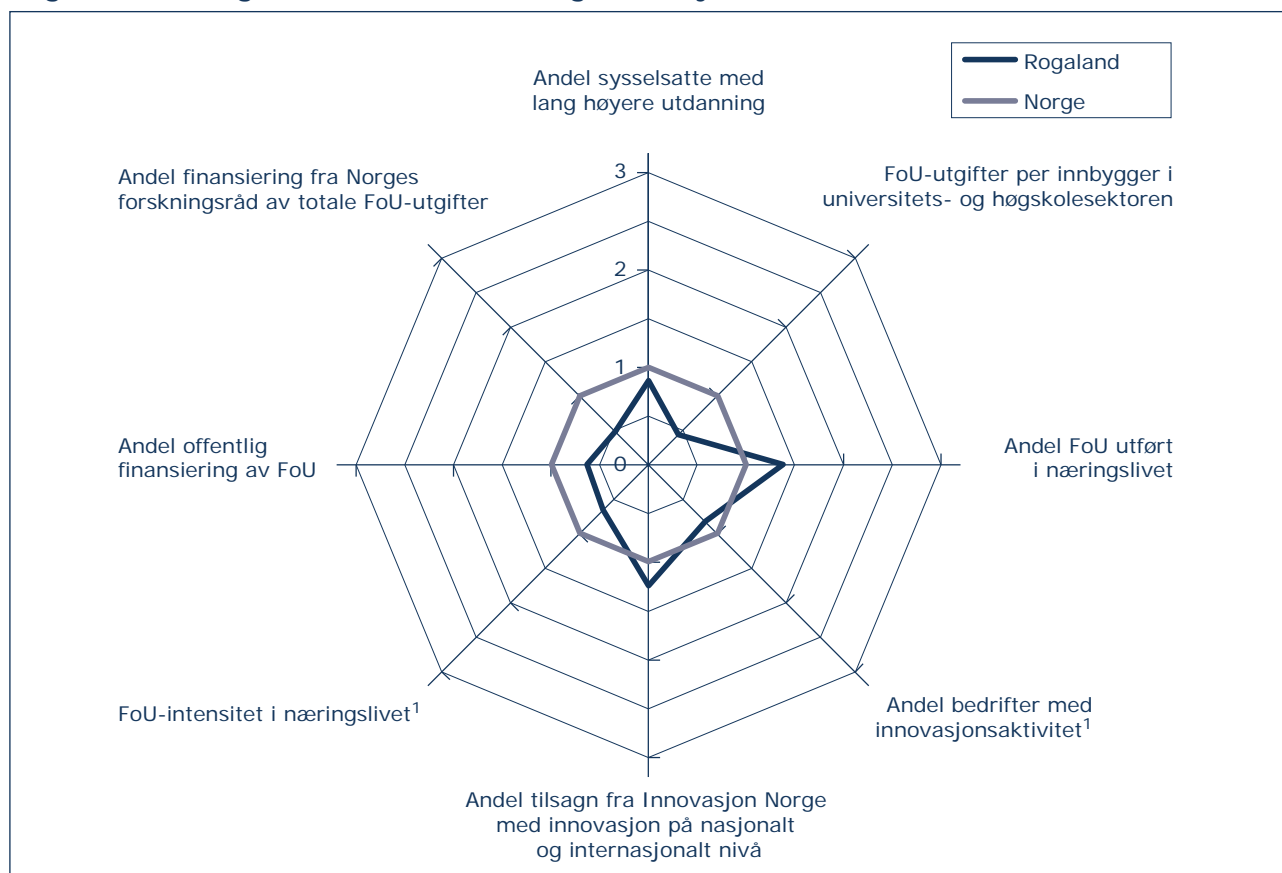 Rogaland
Norge
Andel sysselsatte med
lang høyere utdanning
Andel finansiering fra Norges
forskningsråd av totale FoU-utgifter
FoU-utgifter per innbygger i
universitets- og høgskolesektoren
3
2
1
0
Andel offentlig
finansiering av FoU
Andel FoU utført
i næringslivet
FoU-intensitet i næringslivet¹
Andel bedrifter med
innovasjonsaktivitet¹
Andel tilsagn fra Innovasjon Norge
med innovasjon på nasjonalt
og internasjonalt nivå